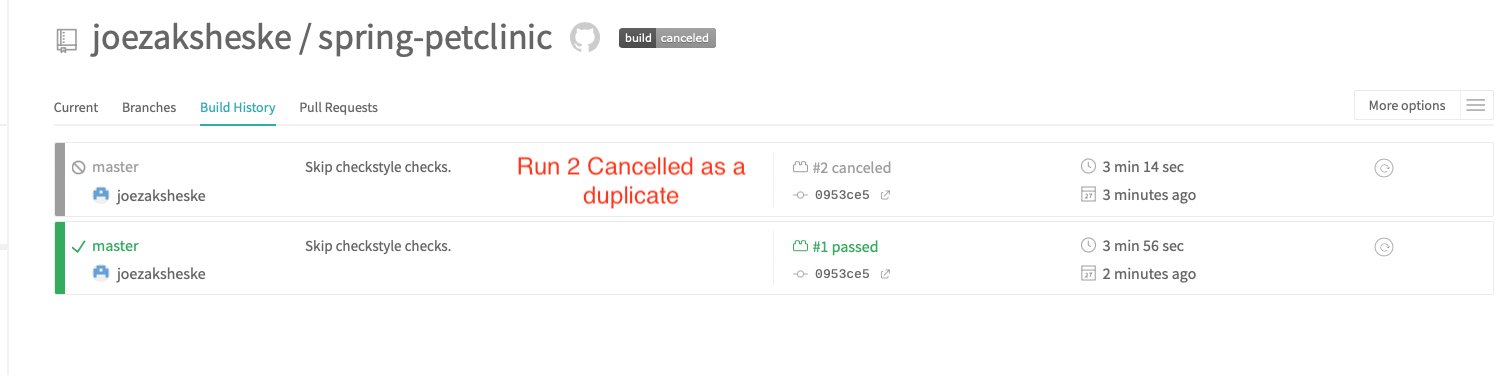 joezaksheske / spring-petclinic build canceled
Current Branches Build History Pull Requests More options
master Skip checkstyle checks. Run 2 Cancelled as a #2 canceled 3 min 14 sec
joezaksheske duplicate 0953ce5 3 minutes ago
master Skip checkstyle checks. #1 passed 3 min 56 sec
joezaksheske 0953ce5 2 minutes ago